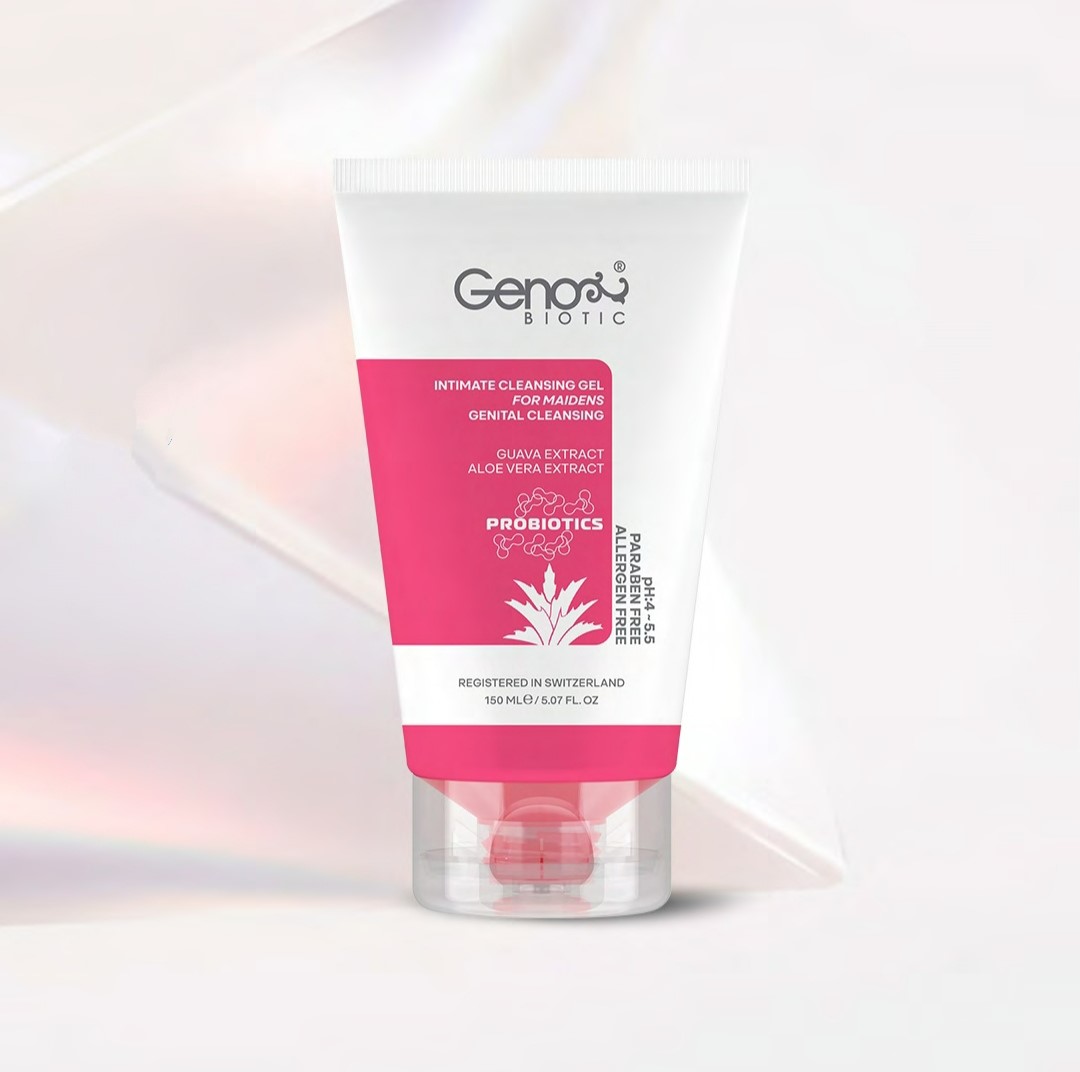 Geno ®
BIOTIC
INTIMATE CLEANSING GEL
FOR MAIDENS
GENITAL CLEANSING
GUAVA EXTRACT
ALOE VERA EXTRACT
PROBIOTICS
pH:4 - 5.5
PARABEN FREE
ALLERGEN FREE
REGISTERED IN SWITZERLAND
150 ML ℮ / 5.07 FL. OZ